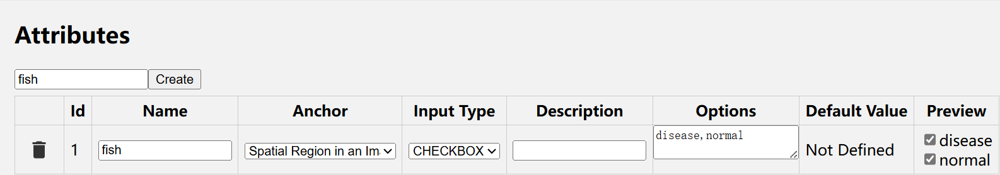 Attributes
fish Create
Id Name Anchor Input Type Description Options Default Value Preview
1 fish Spatial Region in an Im CHECKBOX disease,normal Not Defined disease
normal